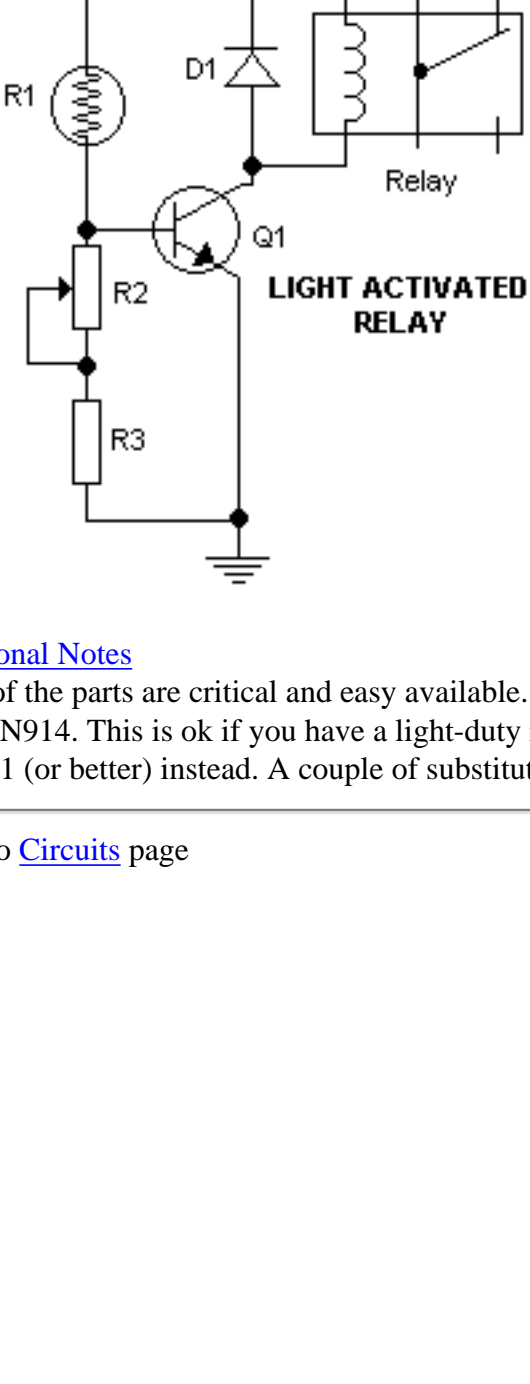 D1
R1
Relay
Q1
R2
LIGHT ACTIVATED
RELAY
R3
onal Notes
of the parts are critical and easy available.
N914. This is ok if you have a light-duty
1 (or better) instead. A couple of substitut
o Circuits page